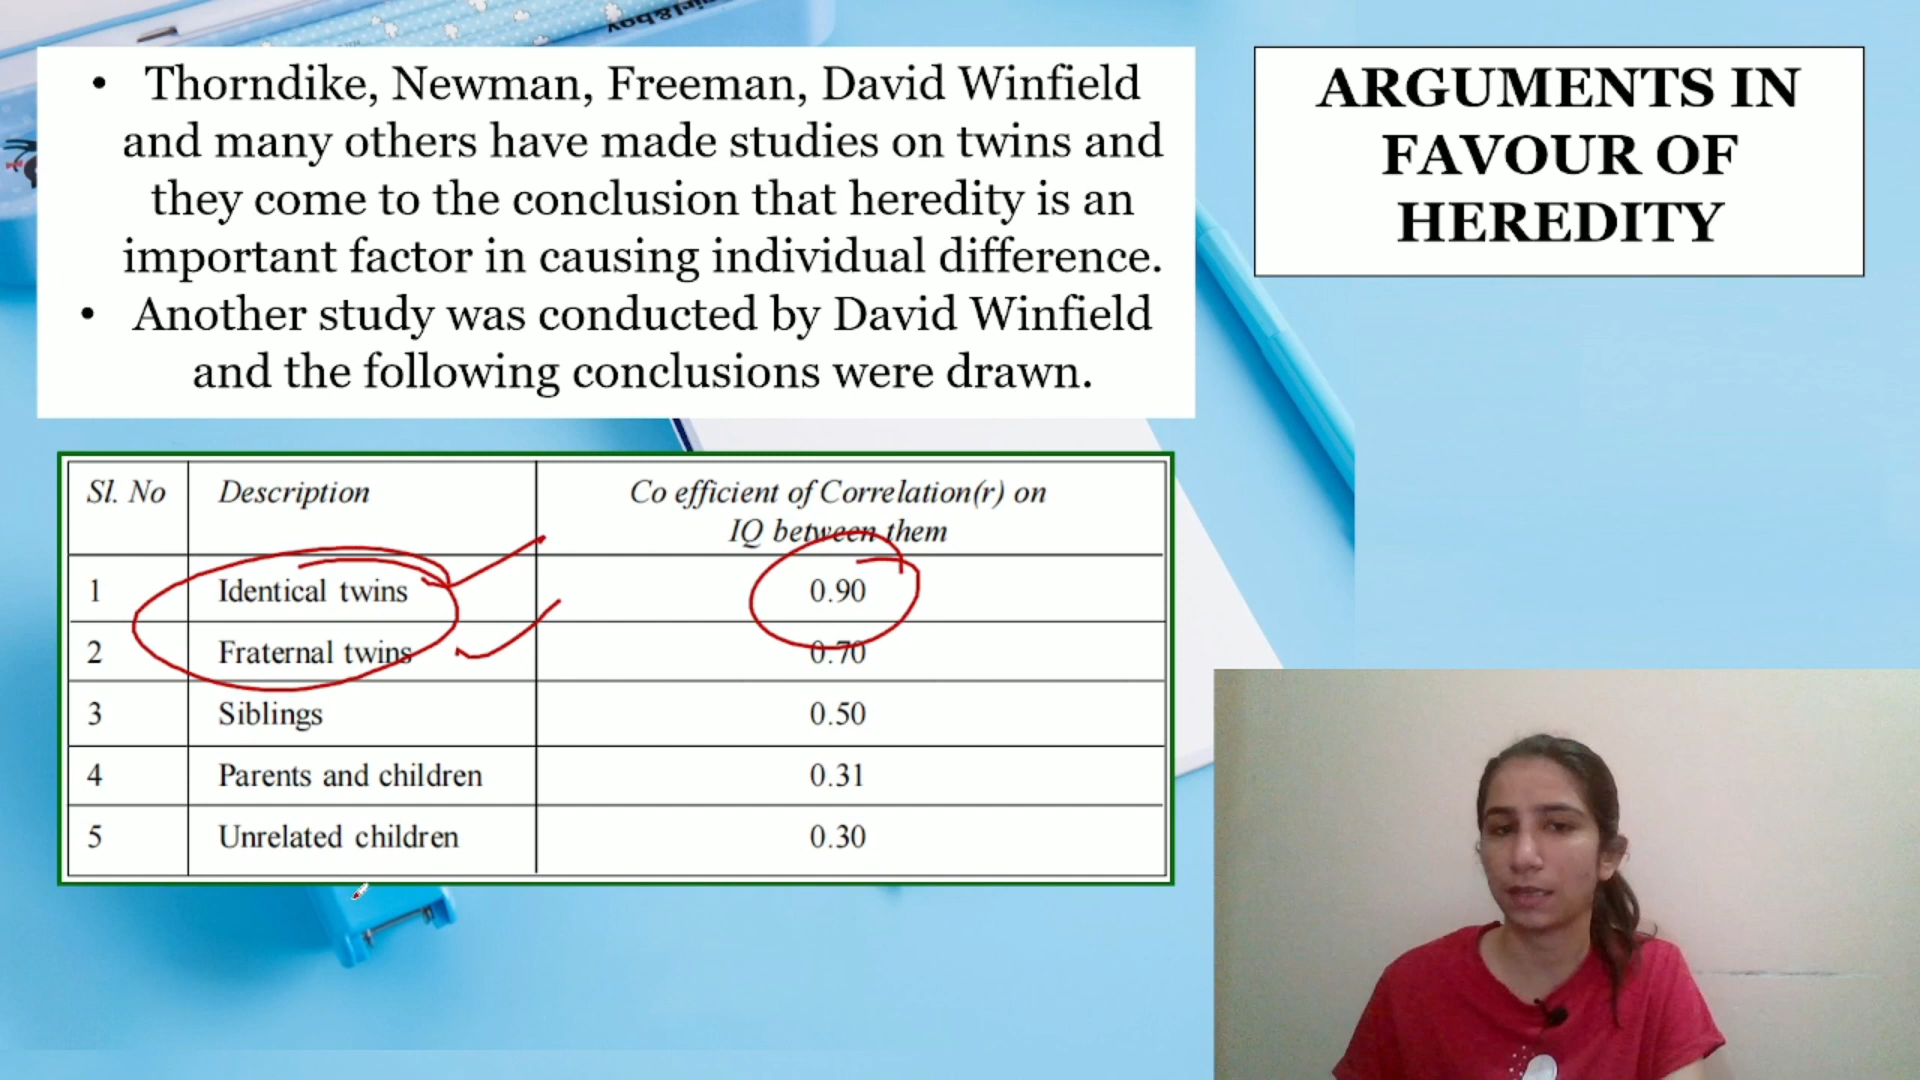 • Thorndike, Newman, Freeman, David Winfield
and many others have made studies on twins and
they come to the conclusion that heredity is an
important factor in causing individual difference.
• Another study was conducted by David Winfield
and the following conclusions were drawn.
ARGUMENTS IN
FAVOUR OF
HEREDITY
Sl. No Description Co efficient of Correlation(r) on
IQ between them
1 Identical twins 0.90
2 Fraternal twins 0.70
3 Siblings 0.50
4 Parents and children 0.31
5 Unrelated children 0.30